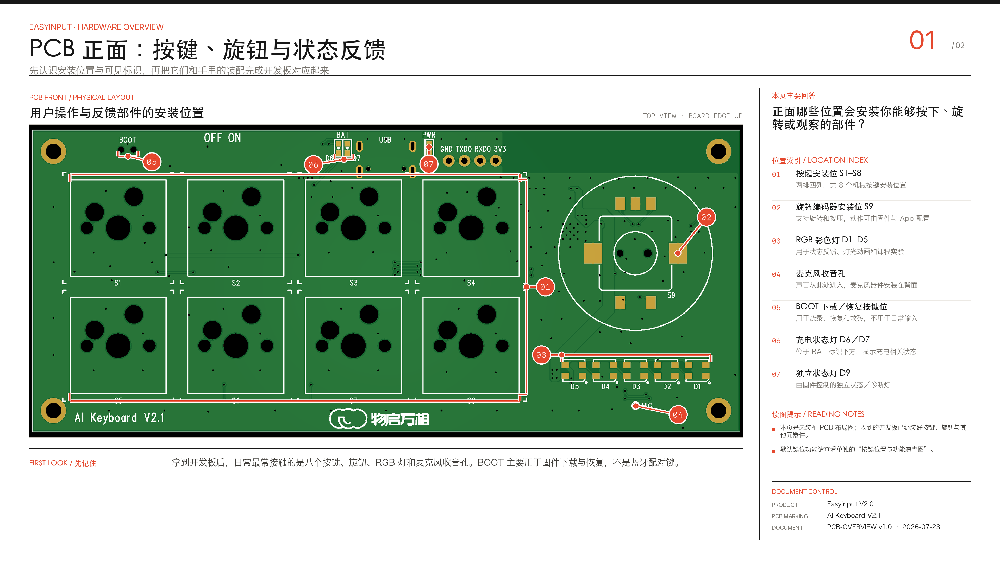 EASYINPUT · HARDWARE OVERVIEW
PCB 正面：按键、旋钮与状态反馈
先认识安装位置与可见标识，再把它们和手里的装配完成开发板对应起来
01 / 02
PCB FRONT / PHYSICAL LAYOUT
用户操作与反馈部件的安装位置
TOP VIEW · BOARD EDGE UP
BOOT
OFF ON
BAT
USB
PWR
GND TXD0 RXD0 3V3
D6
D7
05
06
07
S1
S2
S3
S4
01
02
S9
03
D5
D4
D3
D2
D1
S5
S6
S7
S8
MIC
04
AI Keyboard V2.1
物启万相
FIRST LOOK / 先记住
拿到开发板后，日常最常接触的是八个按键、旋钮、RGB 灯和麦克风收音孔。BOOT 主要用于固件下载与恢复，不是蓝牙配对键。
本页主要回答
正面哪些位置会安装你能够按下、旋
转或观察的部件？
位置索引 / LOCATION INDEX
01 按键安装位 S1–S8
两排四列，共 8 个机械按键安装位置
02 旋钮编码器安装位 S9
支持旋转和按压，动作可由固件与 App 配置
03 RGB 彩色灯 D1–D5
用于状态反馈、灯光动画和课程实验
04 麦克风收音孔
声音从此处进入，麦克风器件安装在背面
05 BOOT 下载／恢复按键位
用于烧录、恢复和救砖，不用于日常输入
06 充电状态灯 D6／D7
位于 BAT 标识下方，显示充电相关状态
07 独立状态灯 D9
由固件控制的独立状态／诊断灯
读图提示 / READING NOTES
本页是未装配 PCB 布局图；收到的开发板已经装好按键、旋钮与其
他元器件。
默认键位功能请查看单独的“按键位置与功能速查图”。
DOCUMENT CONTROL
PRODUCT EasyInput V2.0
PCB MARKING AI Keyboard V2.1
DOCUMENT PCB-OVERVIEW v1.0 · 2026-07-23